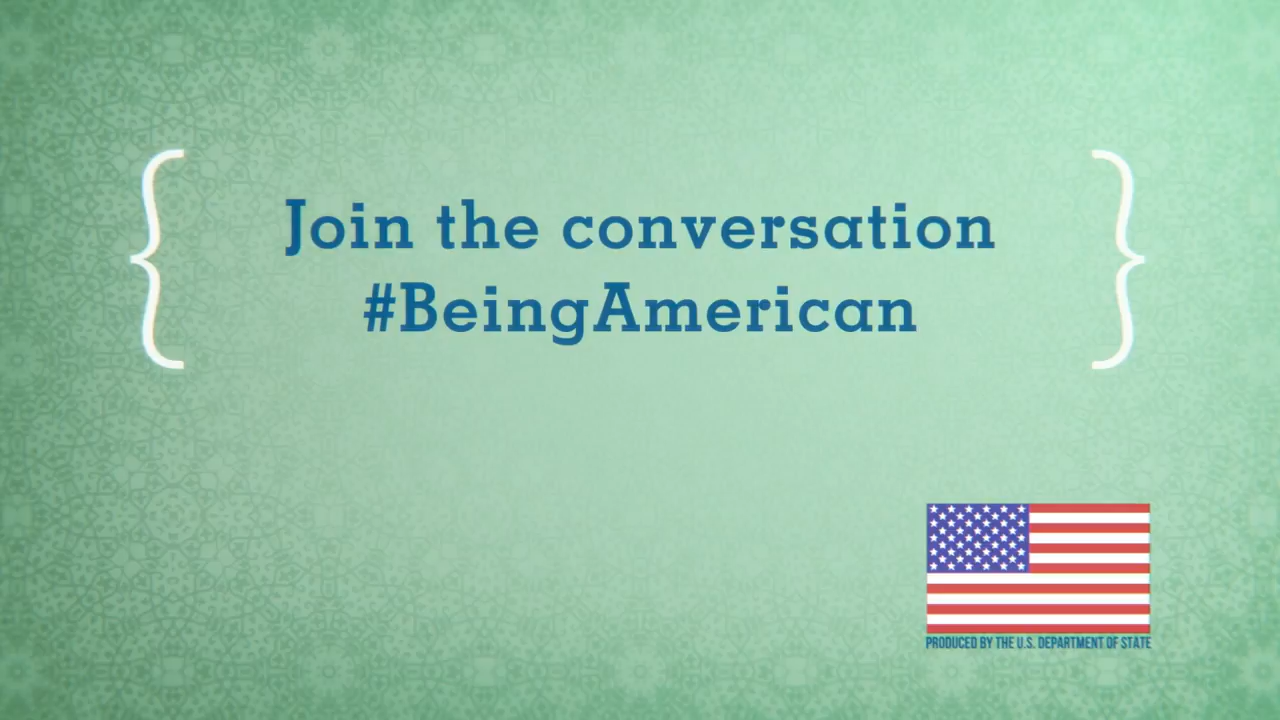 Join the conversation
#BeingAmerican
PRODUCED BY THE U.S. DEPARTMENT OF STATE